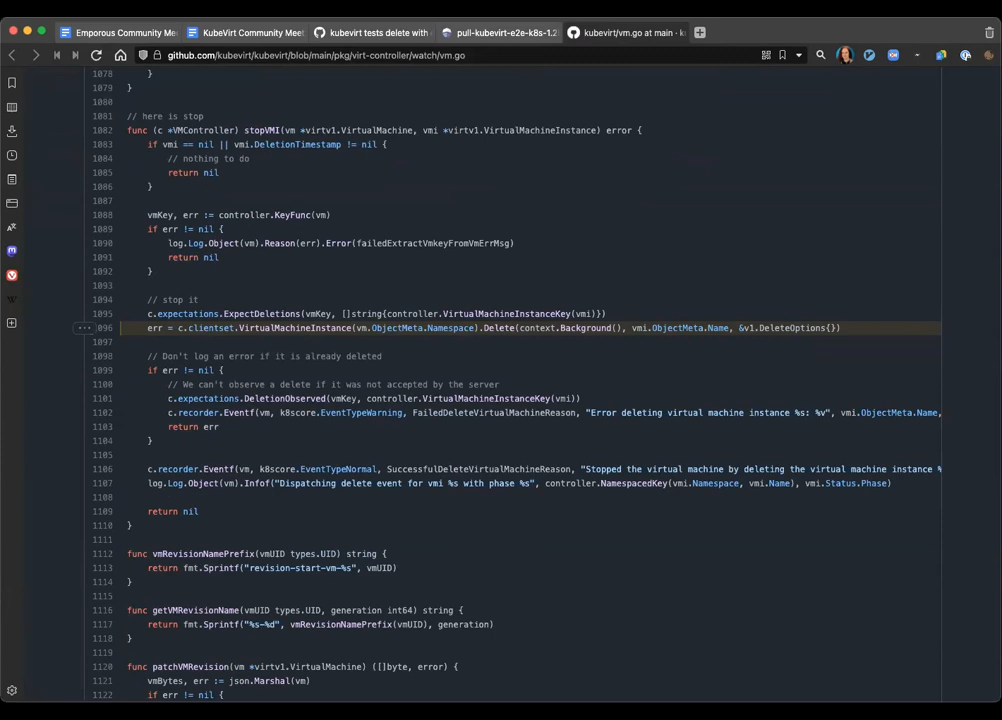 Emporous Community Me
KubeVirt Community Meet
kubevirt tests delete with
pull-kubevirt-e2e-k8s-1.2
kubevirt/vm.go at main · k
github.com/kubevirt/kubevirt/blob/main/pkg/virt-controller/watch/vm.go
1078 }
1079 }
1080
1081 // here is stop
1082 func (c *VMController) stopVMI(vm *virtv1.VirtualMachine, vmi *virtv1.VirtualMachineInstance) error {
1083 if vmi == nil || vmi.DeletionTimestamp != nil {
1084 // nothing to do
1085 return nil
1086 }
1087
1088 vmKey, err := controller.KeyFunc(vm)
1089 if err != nil {
1090 log.Log.Object(vm).Reason(err).Error(failedExtractVmkeyFromVmErrMsg)
1091 return nil
1092 }
1093
1094 // stop it
1095 c.expectations.ExpectDeletions(vmKey, []string{controller.VirtualMachineInstanceKey(vmi)})
1096 err = c.clientset.VirtualMachineInstance(vm.ObjectMeta.Namespace).Delete(context.Background(), vmi.ObjectMeta.Name, &v1.DeleteOptions{})
1097
1098 // Don't log an error if it is already deleted
1099 if err != nil {
1100 // We can't observe a delete if it was not accepted by the server
1101 c.expectations.DeletionObserved(vmKey, controller.VirtualMachineInstanceKey(vmi))
1102 c.recorder.Eventf(vm, k8score.EventTypeWarning, FailedDeleteVirtualMachineReason, "Error deleting virtual machine instance %s: %v", vmi.ObjectMeta.Name,
1103 return err
1104 }
1105
1106 c.recorder.Eventf(vm, k8score.EventTypeNormal, SuccessfulDeleteVirtualMachineReason, "Stopped the virtual machine by deleting the virtual machine instance %
1107 log.Log.Object(vm).Infof("Dispatching delete event for vmi %s with phase %s", controller.NamespacedKey(vmi.Namespace, vmi.Name), vmi.Status.Phase)
1108
1109 return nil
1110 }
1111
1112 func vmRevisionNamePrefix(vmUID types.UID) string {
1113 return fmt.Sprintf("revision-start-vm-%s", vmUID)
1114 }
1115
1116 func getVMRevisionName(vmUID types.UID, generation int64) string {
1117 return fmt.Sprintf("%s-%d", vmRevisionNamePrefix(vmUID), generation)
1118 }
1119
1120 func patchVMRevision(vm *virtv1.VirtualMachine) ([]byte, error) {
1121 vmBytes, err := json.Marshal(vm)
1122 if err != nil {